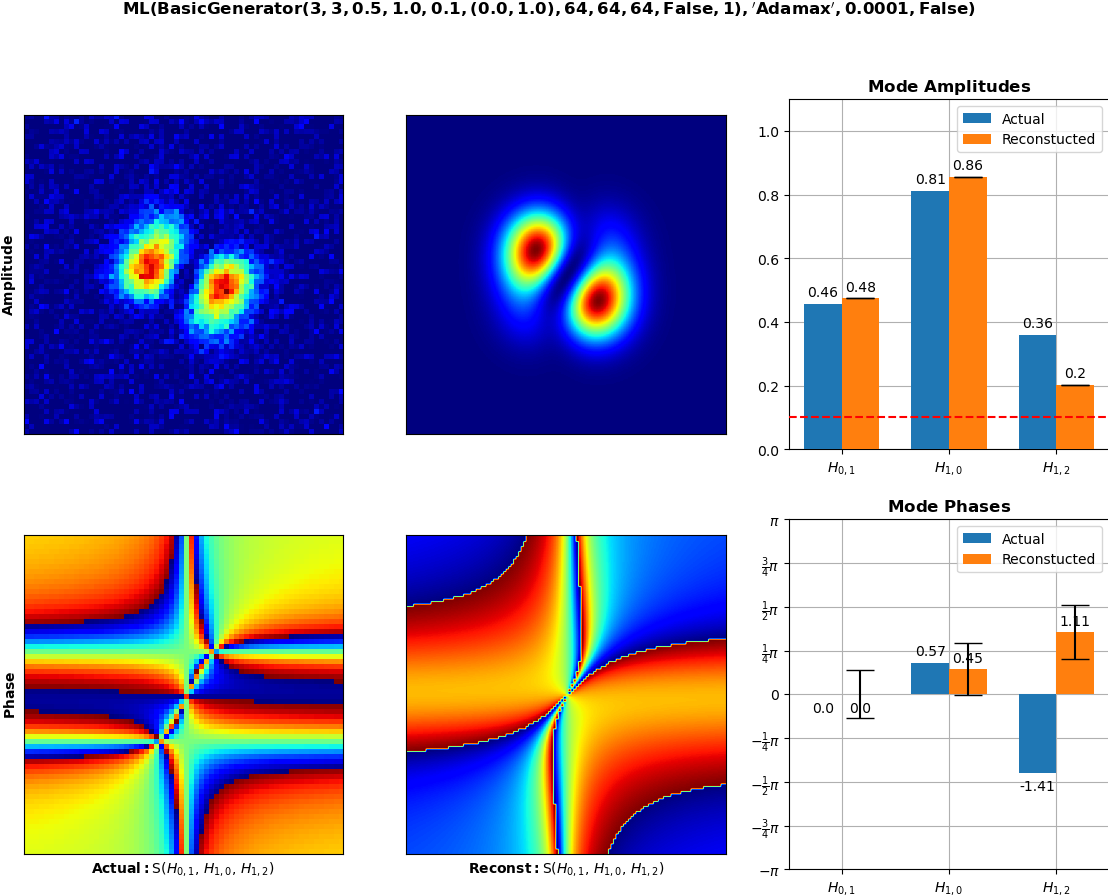 ML(BasicGenerator(3, 3, 0.5, 1.0, 0.1, (0.0, 1.0), 64, 64, 64, False, 1), 'Adamax', 0.0001, False)
Amplitude
Mode Amplitudes
Actual
Reconstucted
1.0
0.8
0.6
0.4
0.2
0.0
0.46
0.48
0.81
0.86
0.36
0.2
H0, 1
H1, 0
H1, 2
Phase
Actual: S(H0, 1, H1, 0, H1, 2)
Reconst: S(H0, 1, H1, 0, H1, 2)
Mode Phases
Actual
Reconstucted
π
3/4π
1/2π
1/4π
0
−1/4π
−1/2π
−3/4π
−π
0.0
0.0
0.57
0.45
-1.41
1.11
H0, 1
H1, 0
H1, 2